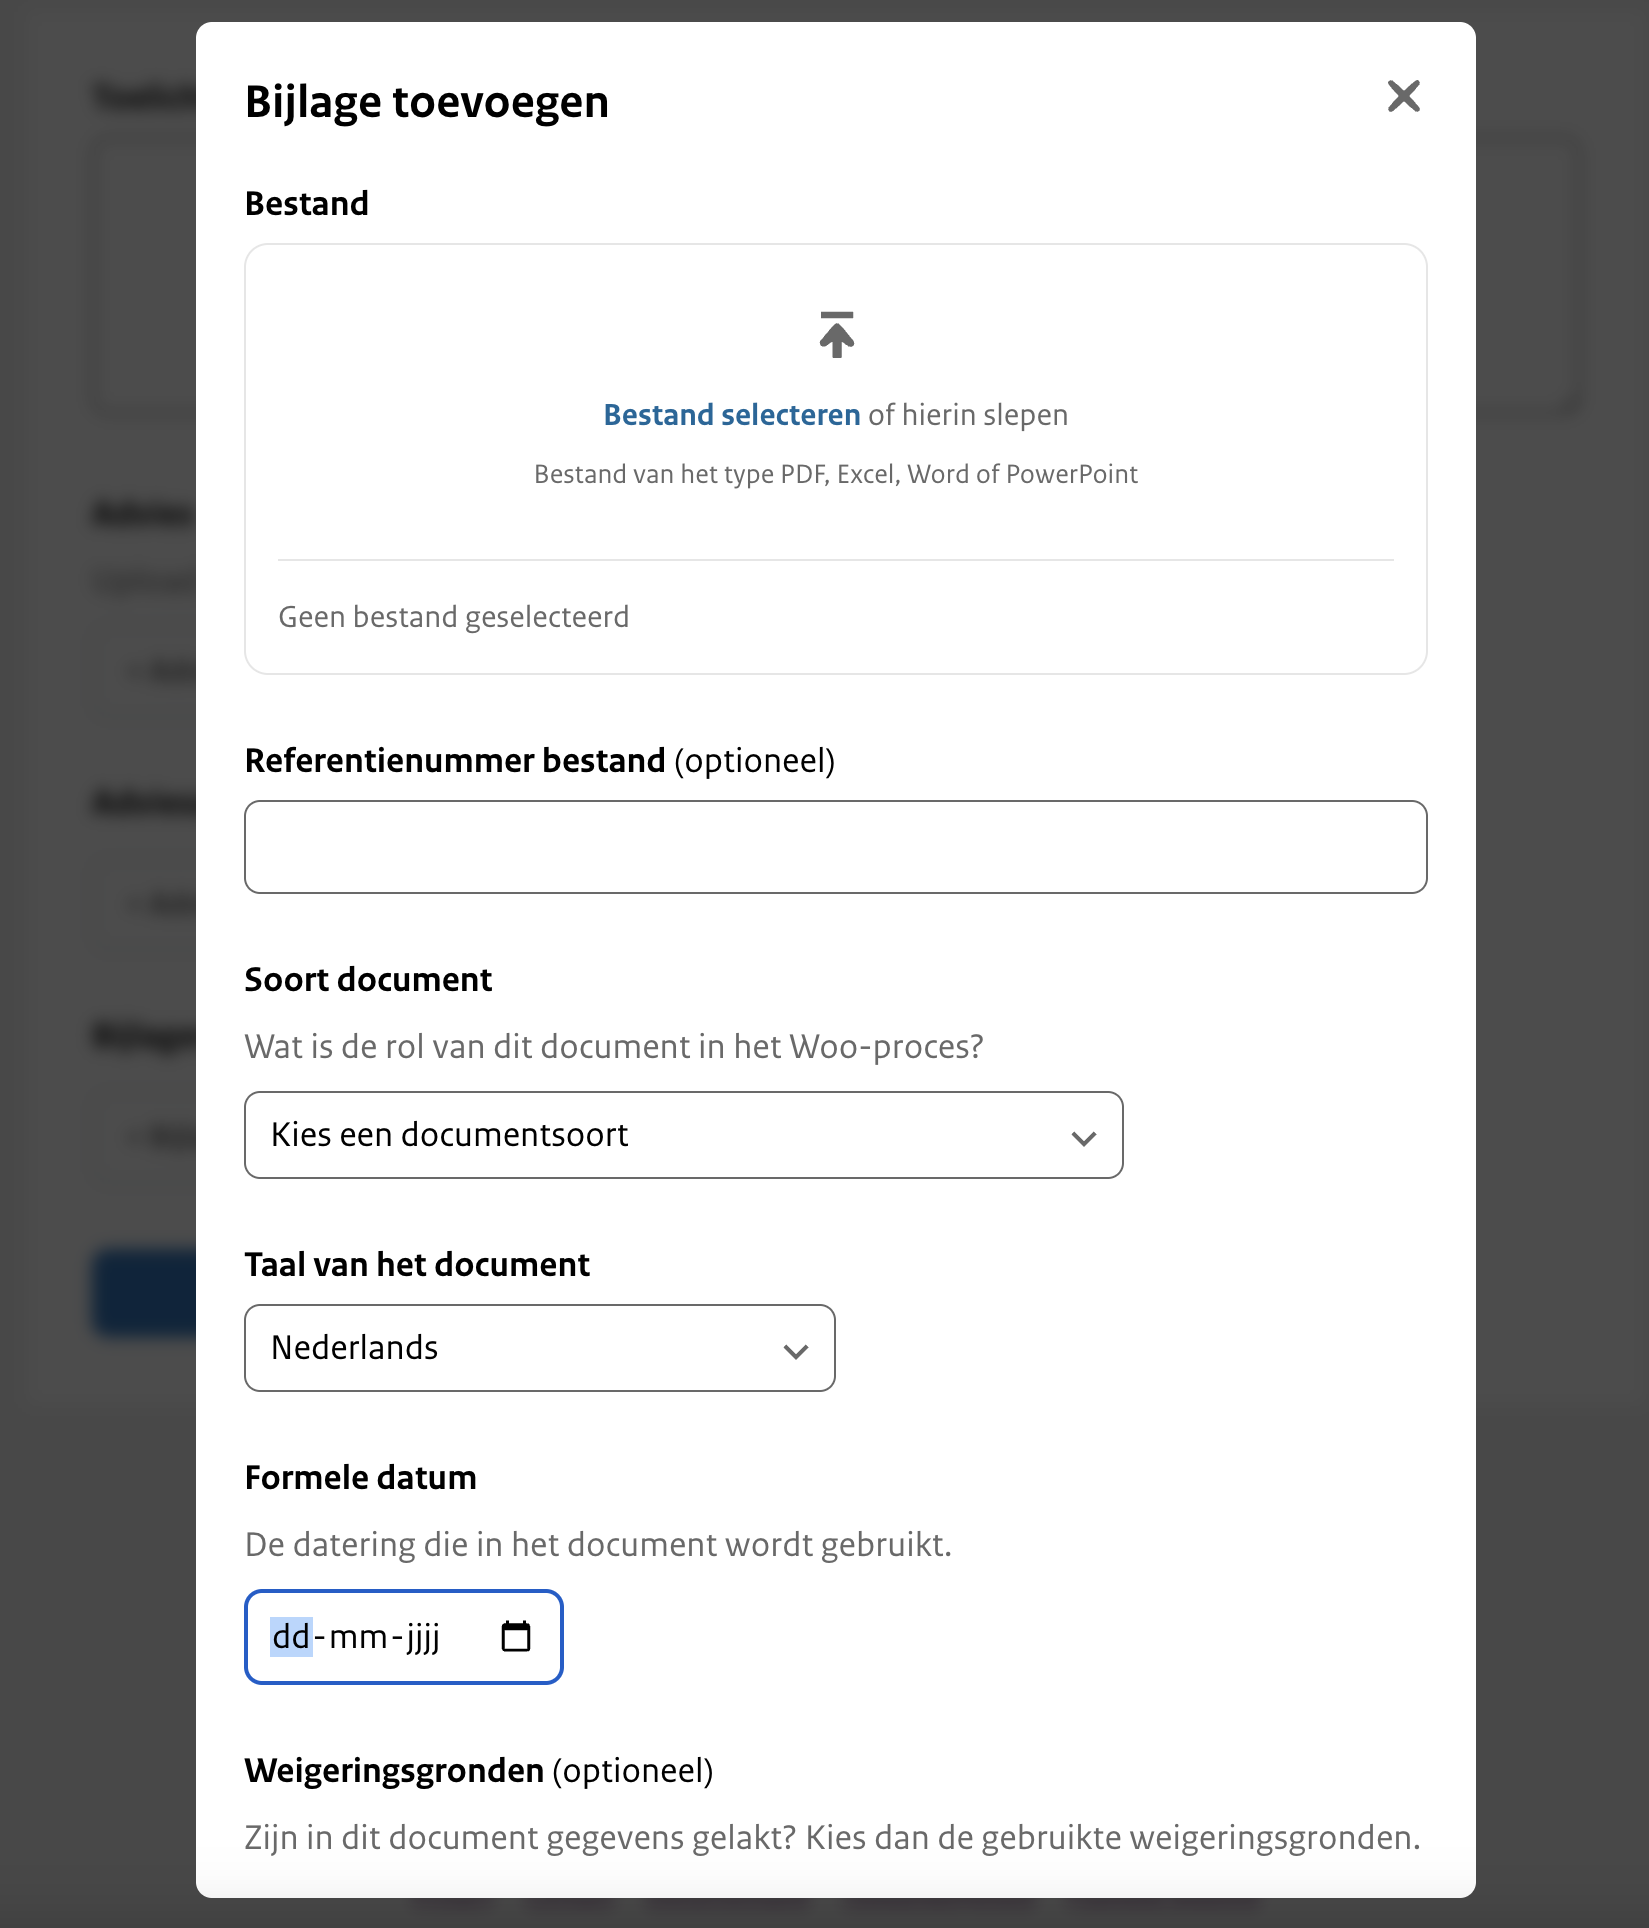 Bijlage toevoegen
Bestand
Bestand selecteren of hierin slepen
Bestand van het type PDF, Excel, Word of PowerPoint
Geen bestand geselecteerd
Referentienummer bestand (optioneel)
Soort document
Wat is de rol van dit document in het Woo-proces?
Kies een documentsoort
Taal van het document
Nederlands
Formele datum
De datering die in het document wordt gebruikt.
dd-mm-jjjj
Weigeringsgronden (optioneel)
Zijn in dit document gegevens gelakt? Kies dan de gebruikte weigeringsgronden.